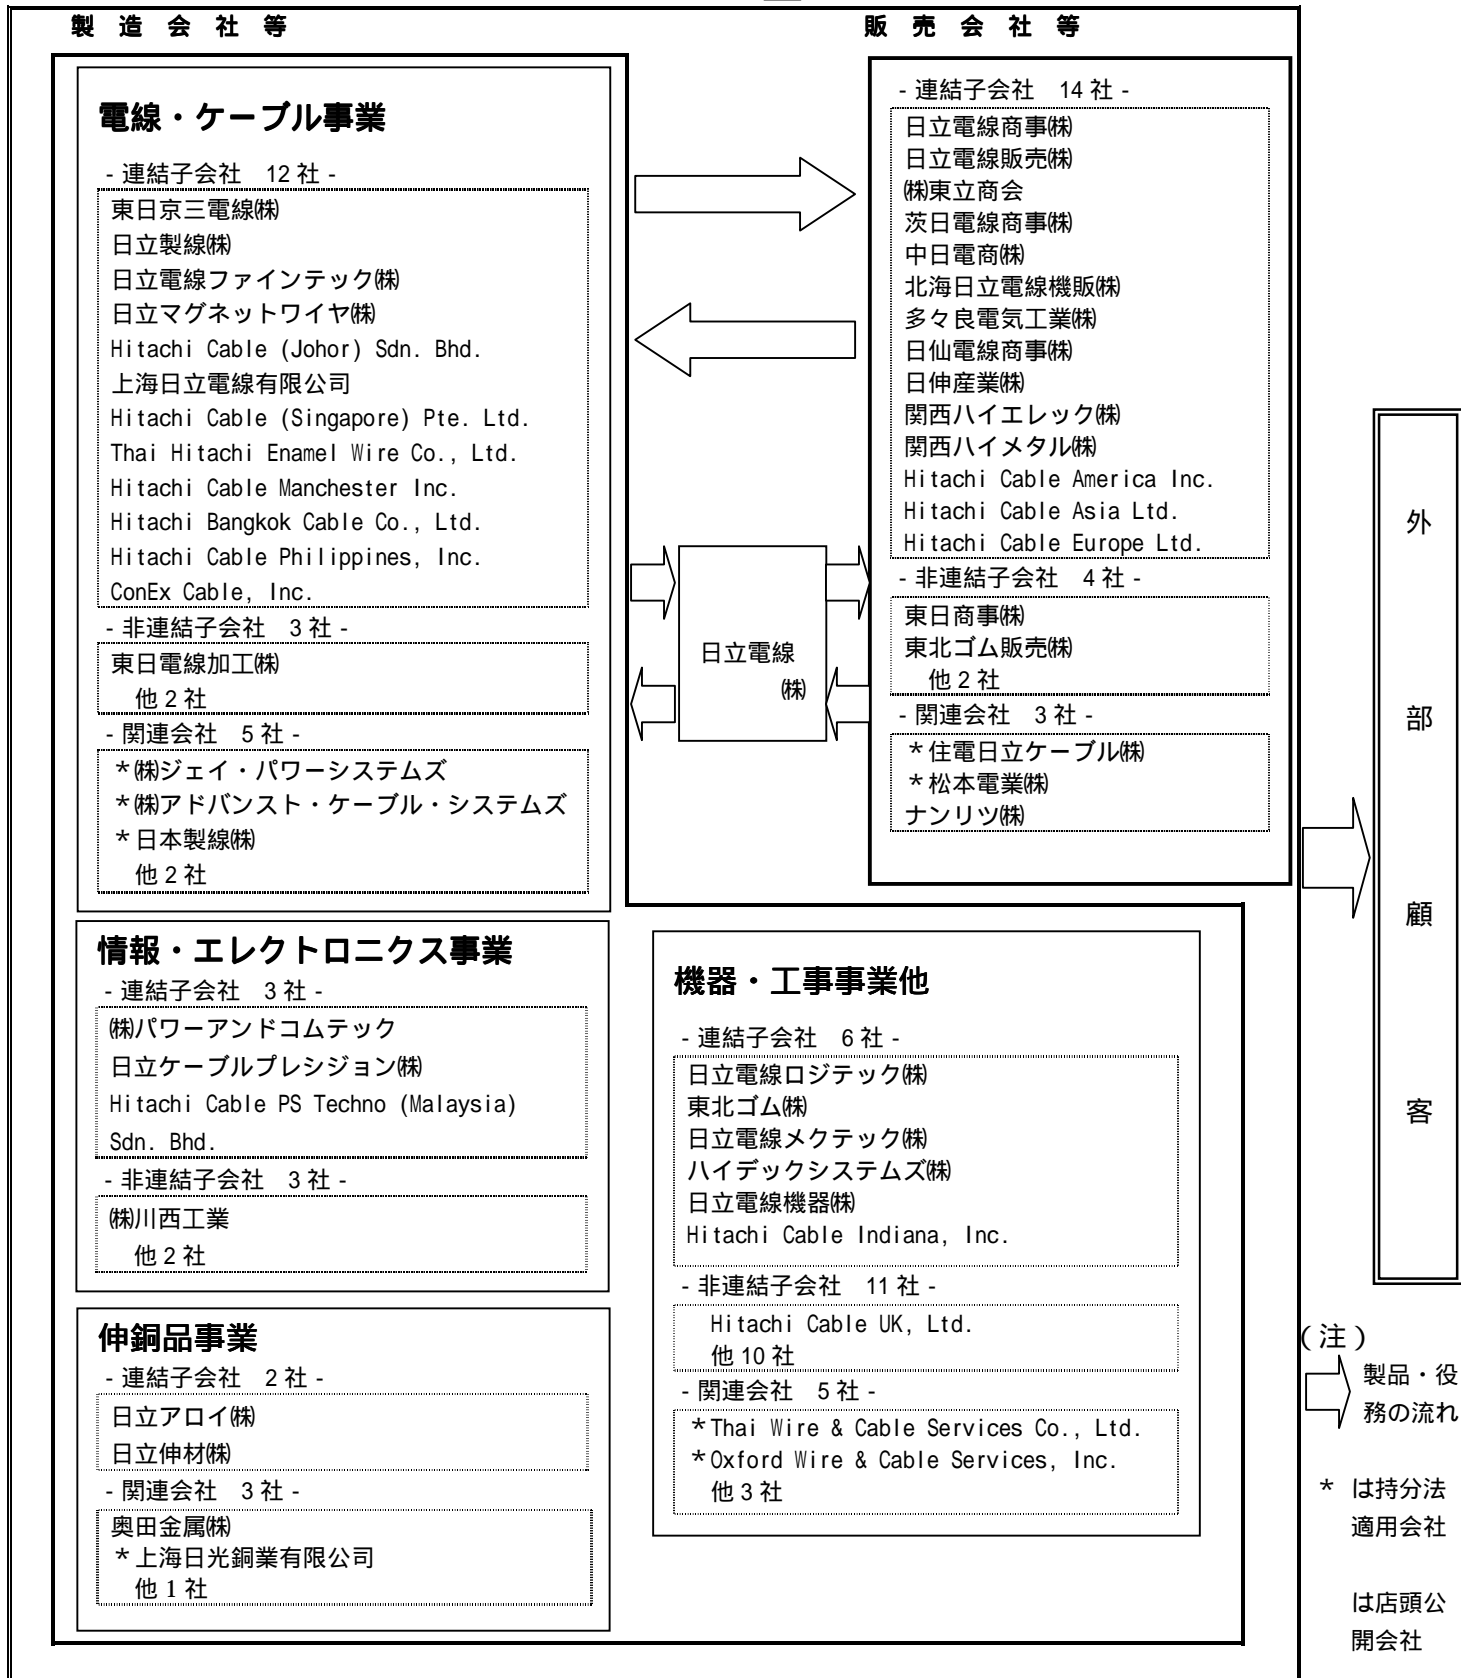 製造会社等
電線・ケーブル事業
- 連結子会社 12社 -
東日京三電線㈱
日立製線㈱
日立電線ファインテック㈱
日立マグネットワイヤ㈱
Hitachi Cable (Johor) Sdn. Bhd.
上海日立電線有限公司
Hitachi Cable (Singapore) Pte. Ltd.
Thai Hitachi Enamel Wire Co., Ltd.
Hitachi Cable Manchester Inc.
Hitachi Bangkok Cable Co., Ltd.
Hitachi Cable Philippines, Inc.
ConEx Cable, Inc.
- 非連結子会社 3社 -
東日電線加工㈱
他2社
- 関連会社 5社 -
*㈱ジェイ・パワーシステムズ
*㈱アドバンスト・ケーブル・システムズ
*日本製線㈱
他2社
情報・エレクトロニクス事業
- 連結子会社 3社 -
㈱パワーアンドコムテック
日立ケーブルプレシジョン㈱
Hitachi Cable PS Techno (Malaysia)
Sdn. Bhd.
- 非連結子会社 3社 -
㈱川西工業
他2社
伸銅品事業
- 連結子会社 2社 -
日立アロイ㈱
日立伸材㈱
- 関連会社 3社 -
奥田金属㈱
*上海日光銅業有限公司
他1社
日立電線
㈱
販売会社等
- 連結子会社 14社 -
日立電線商事㈱
日立電線販売㈱
㈱東立商会
茨日電線商事㈱
中日電商㈱
北海日立電線機販㈱
多々良電気工業㈱
日仙電線商事㈱
日伸産業㈱
関西ハイエレック㈱
関西ハイメタル㈱
Hitachi Cable America Inc.
Hitachi Cable Asia Ltd.
Hitachi Cable Europe Ltd.
- 非連結子会社 4社 -
東日商事㈱
東北ゴム販売㈱
他2社
- 関連会社 3社 -
*住電日立ケーブル㈱
*松本電業㈱
ナンリツ㈱
機器・工事事業他
- 連結子会社 6社 -
日立電線ロジテック㈱
東北ゴム㈱
日立電線メクテック㈱
ハイデックシステムズ㈱
日立電線機器㈱
Hitachi Cable Indiana, Inc.
- 非連結子会社 11社 -
Hitachi Cable UK, Ltd.
他10社
- 関連会社 5社 -
*Thai Wire & Cable Services Co., Ltd.
*Oxford Wire & Cable Services, Inc.
他3社
外部顧客
(注)
製品・役
務の流れ
* は持分法
適用会社
は店頭公
開会社